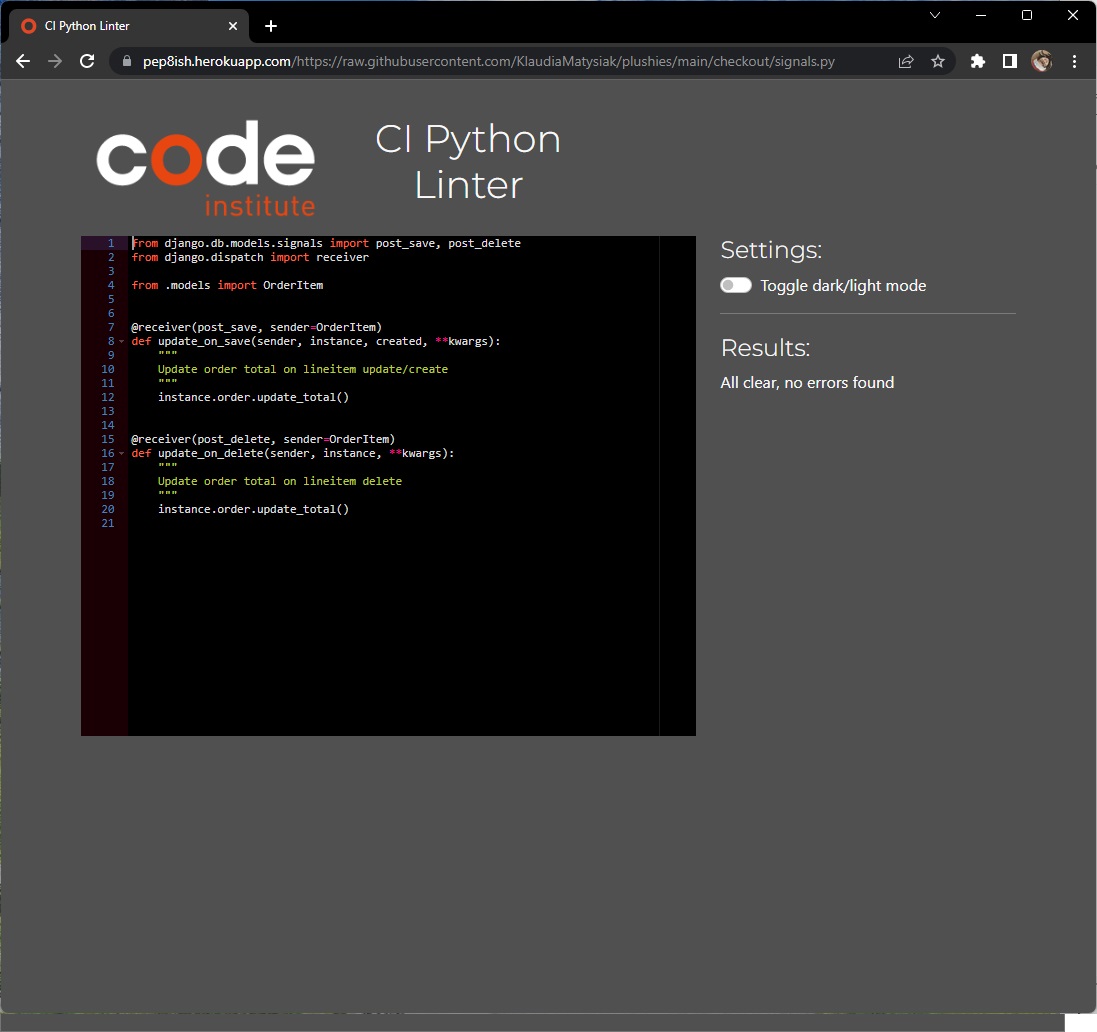 CI Python Linter
pep8ish.herokuapp.com/https://raw.githubusercontent.com/KlaudiaMatysiak/plushies/main/checkout/signals.py
code
institute
CI Python
Linter
1 from django.db.models.signals import post_save, post_delete
2 from django.dispatch import receiver
3
4 from .models import OrderItem
5
6
7 @receiver(post_save, sender=OrderItem)
8 def update_on_save(sender, instance, created, **kwargs):
9 """
10 Update order total on lineitem update/create
11 """
12 instance.order.update_total()
13
14
15 @receiver(post_delete, sender=OrderItem)
16 def update_on_delete(sender, instance, **kwargs):
17 """
18 Update order total on lineitem delete
19 """
20 instance.order.update_total()
21
Settings:
Toggle dark/light mode
Results:
All clear, no errors found